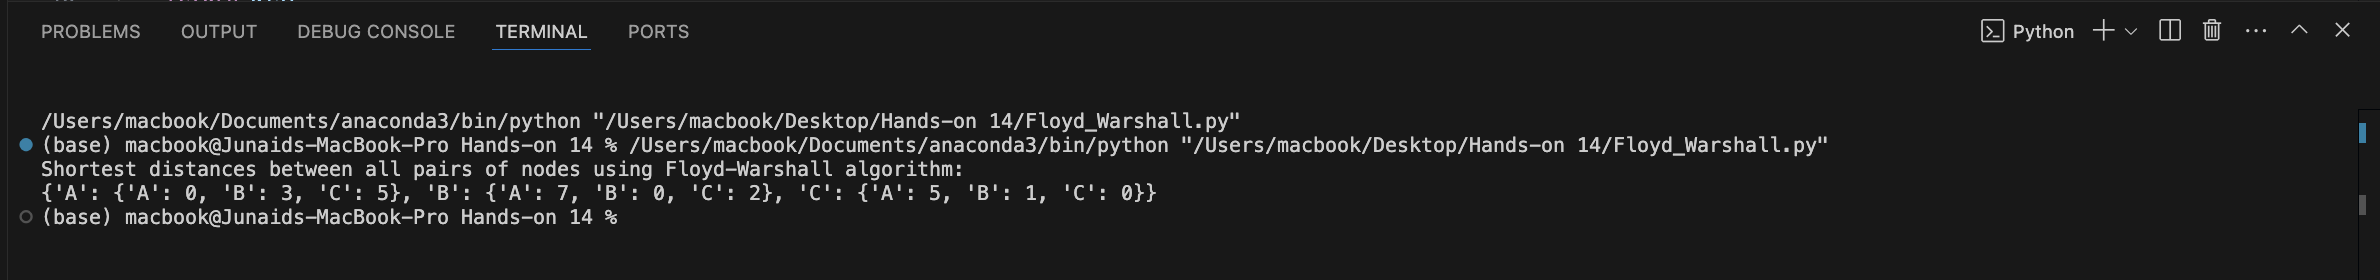 PROBLEMS OUTPUT DEBUG CONSOLE TERMINAL PORTS Python
/Users/macbook/Documents/anaconda3/bin/python "/Users/macbook/Desktop/Hands-on 14/Floyd_Warshall.py"
(base) macbook@Junaids-MacBook-Pro Hands-on 14 % /Users/macbook/Documents/anaconda3/bin/python "/Users/macbook/Desktop/Hands-on 14/Floyd_Warshall.py"
Shortest distances between all pairs of nodes using Floyd-Warshall algorithm:
{'A': {'A': 0, 'B': 3, 'C': 5}, 'B': {'A': 7, 'B': 0, 'C': 2}, 'C': {'A': 5, 'B': 1, 'C': 0}}
(base) macbook@Junaids-MacBook-Pro Hands-on 14 %